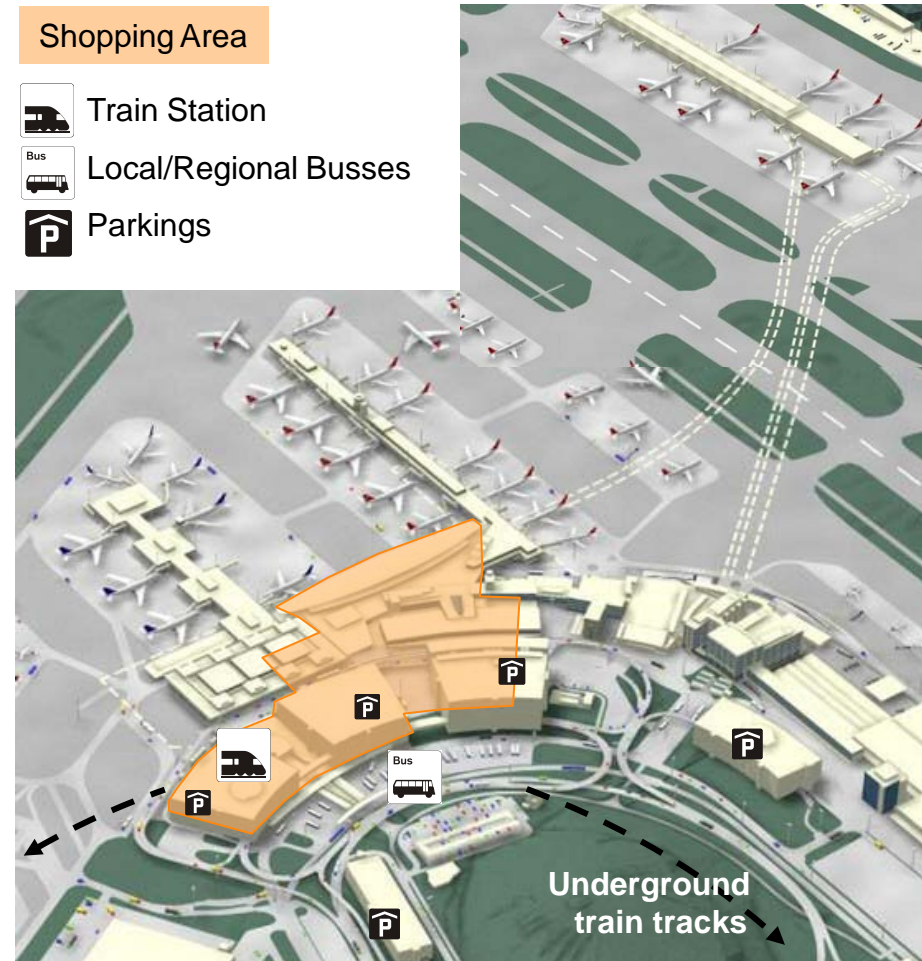 Shopping Area
Train Station
Bus
Local/Regional Busses
P
Parkings
P
P
P
Bus
P
P
Underground
train tracks